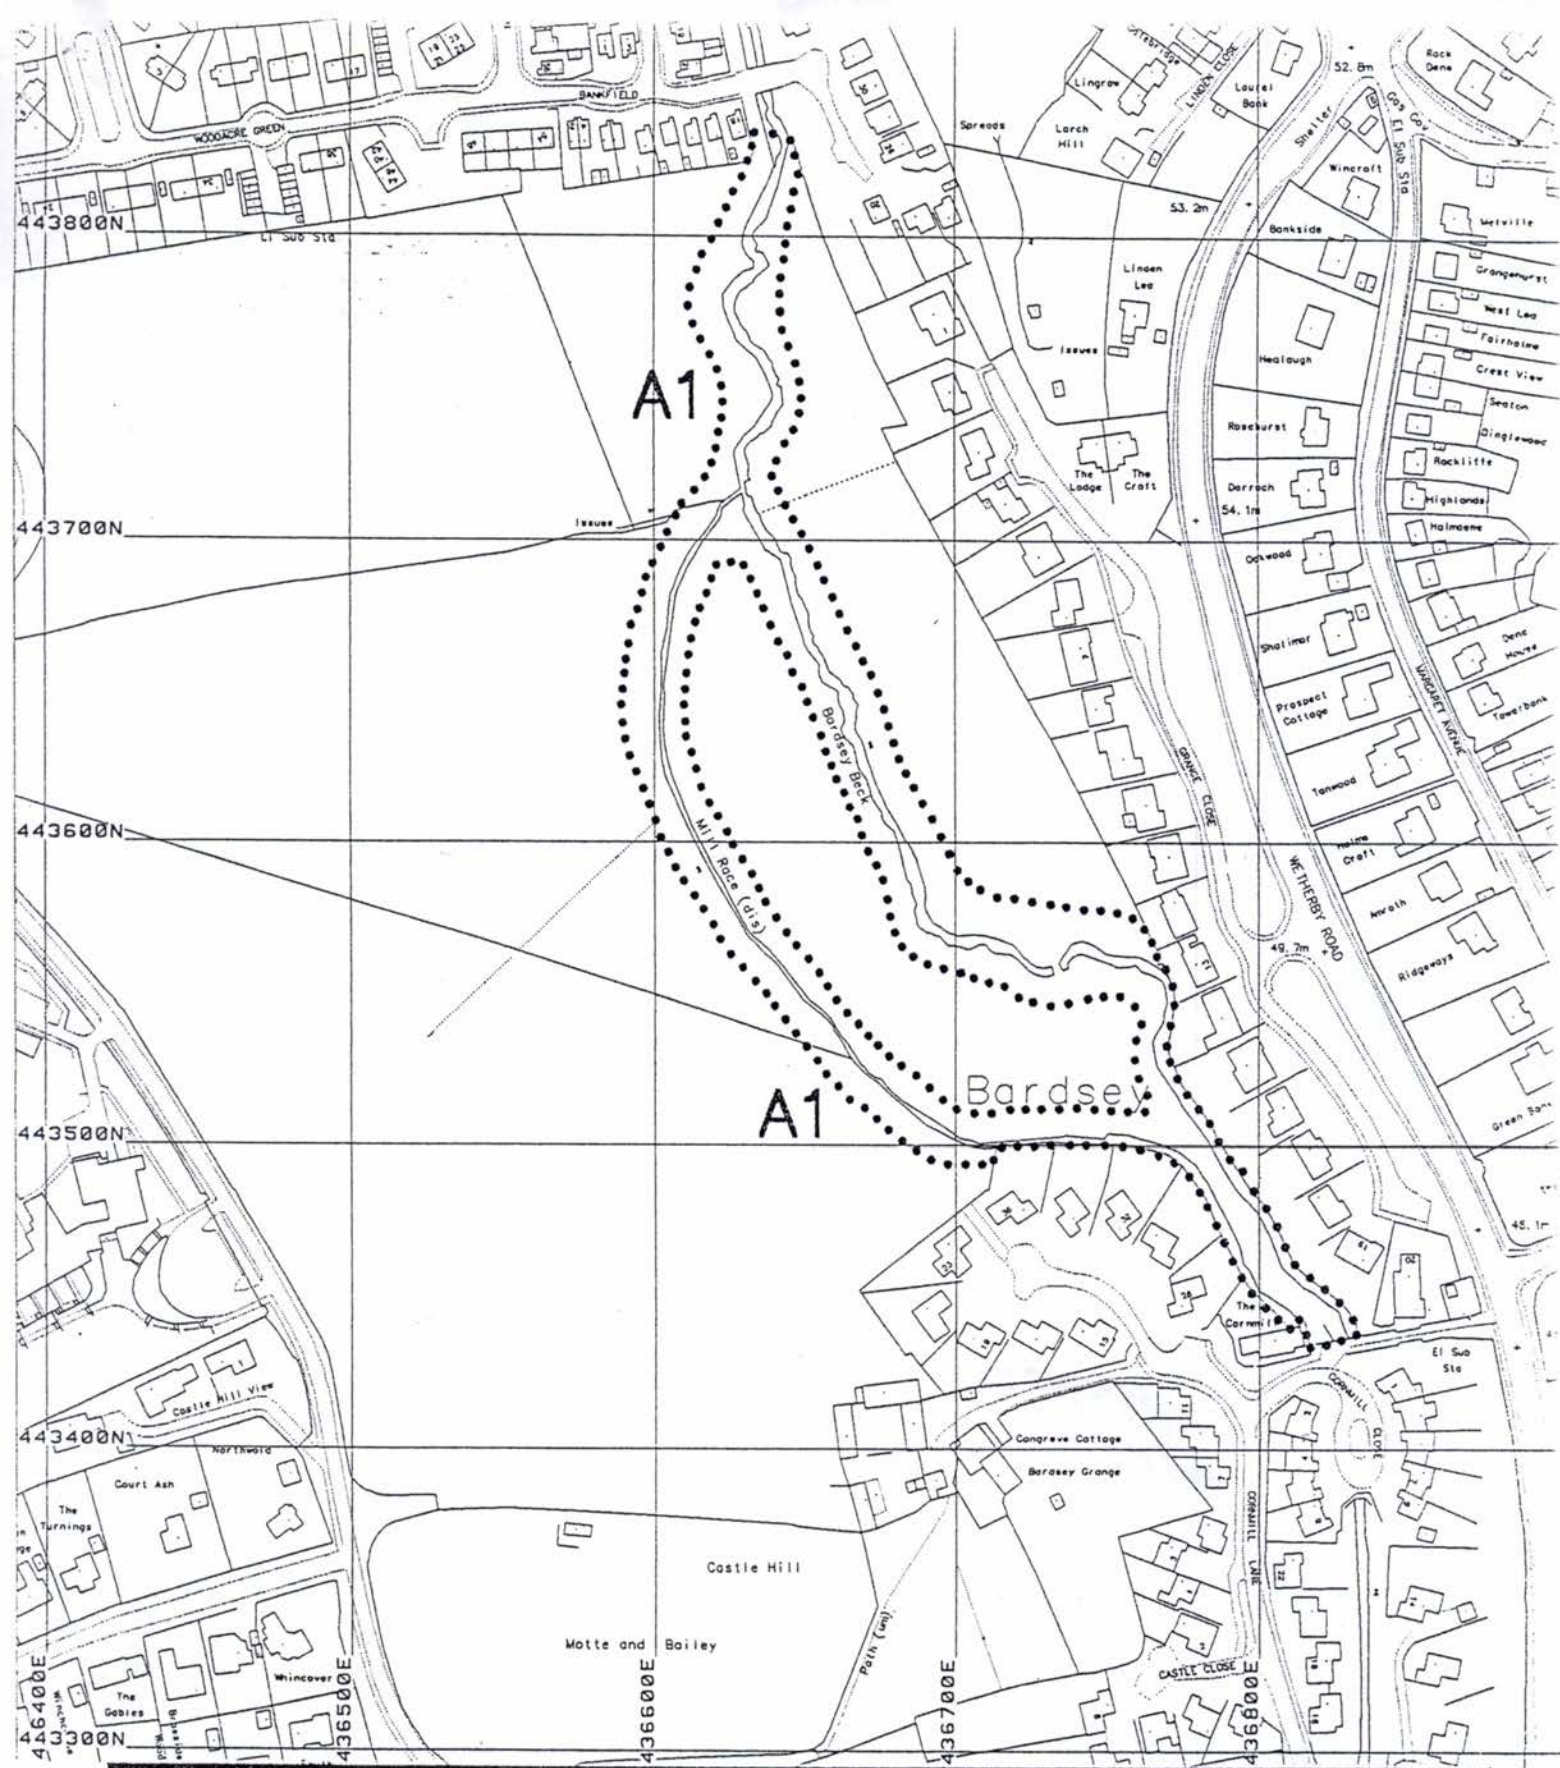 52.8m
Rock
Dene
LINDEN CLOSE
Lingrow
Laurel
Bank
Gas Gov
El Sub Sta
BANKFIELD
WOODACRE GREEN
Spreads
Larch
Hill
Shelter
Wincroft
53.2m
Bankside
Melville
443800N
El Sub Sta
Linden
Lea
Grangehurst
West Lea
Fairholme
Issues
Healaugh
Crest View
A1
Seaton
Rosehurst
Dinglewood
The
Lodge
The
Croft
Darrach
Rockliffe
Highlands
54.1m
Issues
443700N
Holmdene
Oakwood
Shalimar
Dene
House
MARGARET AVENUE
Prospect
Cottage
Towerbank
Bardsey Beck
GRANGE CLOSE
Tanwood
443600N
Mill Race (dis)
Holme
Croft
WETHERBY ROAD
Anroth
49.7m
Ridgeways
Bardsey
A1
443500N
The
Cornmill
El Sub
Sta
Castle Hill View
CORNMILL
CLOSE
443400N
Northwold
Congreve Cottage
Court Ash
Bardsey Grange
The
Turnings
CORNMILL LANE
Castle Hill
Motte and Bailey
Path (um)
CASTLE CLOSE
Whincover
The
Gables
443300N
436400E
436500E
436600E
436700E
436800E